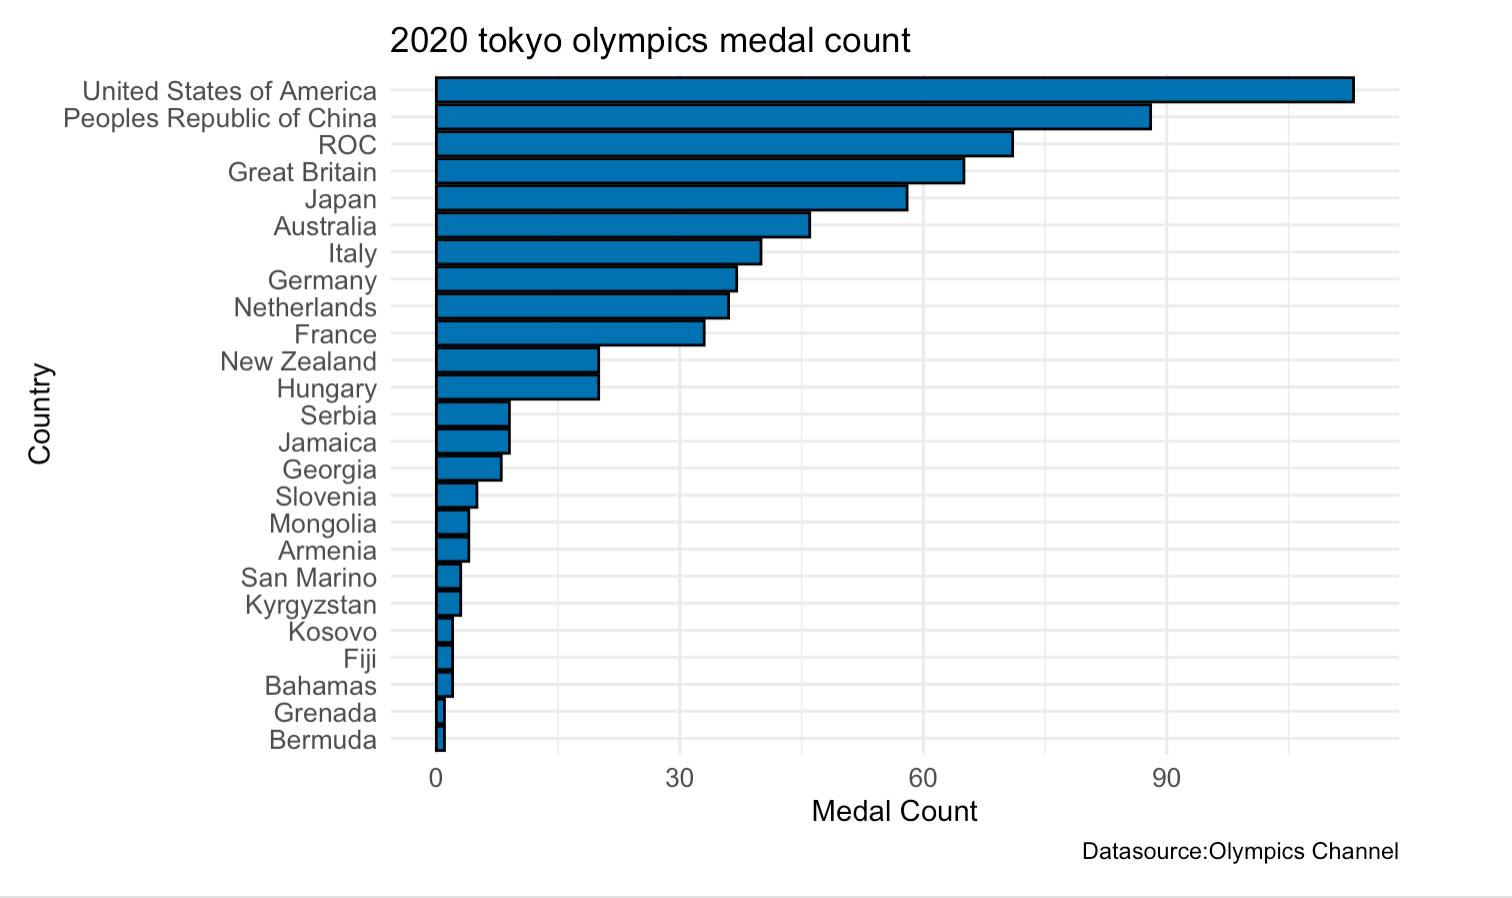 2020 tokyo olympics medal count
United States of America
Peoples Republic of China
ROC
Great Britain
Japan
Australia
Italy
Germany
Netherlands
France
New Zealand
Hungary
Serbia
Jamaica
Georgia
Slovenia
Mongolia
Armenia
San Marino
Kyrgyzstan
Kosovo
Fiji
Bahamas
Grenada
Bermuda
Country
0 30 60 90
Medal Count
Datasource:Olympics Channel